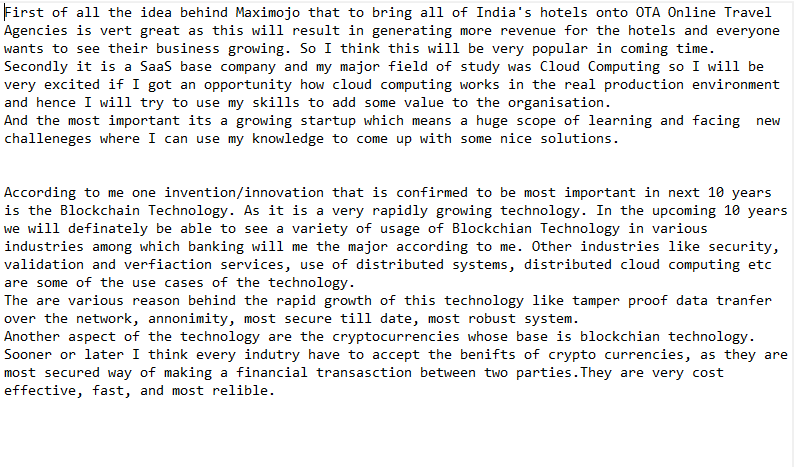 First of all the idea behind Maximojo that to bring all of India's hotels onto OTA Online Travel
Agencies is vert great as this will result in generating more revenue for the hotels and everyone
wants to see their business growing. So I think this will be very popular in coming time.
Secondly it is a SaaS base company and my major field of study was Cloud Computing so I will be
very excited if I got an opportunity how cloud computing works in the real production environment
and hence I will try to use my skills to add some value to the organisation.
And the most important its a growing startup which means a huge scope of learning and facing  new
challeneges where I can use my knowledge to come up with some nice solutions.
According to me one invention/innovation that is confirmed to be most important in next 10 years
is the Blockchain Technology. As it is a very rapidly growing technology. In the upcoming 10 years
we will definately be able to see a variety of usage of Blockchian Technology in various
industries among which banking will me the major according to me. Other industries like security,
validation and verfiaction services, use of distributed systems, distributed cloud computing etc
are some of the use cases of the technology.
The are various reason behind the rapid growth of this technology like tamper proof data tranfer
over the network, annonimity, most secure till date, most robust system.
Another aspect of the technology are the cryptocurrencies whose base is blockchian technology.
Sooner or later I think every indutry have to accept the benifts of crypto currencies, as they are
most secured way of making a financial transasction between two parties.They are very cost
effective, fast, and most relible.